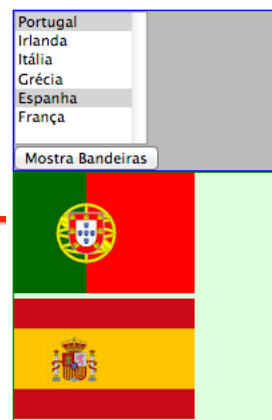 Portugal
Irlanda
Itália
Grécia
Espanha
França
Mostra Bandeiras